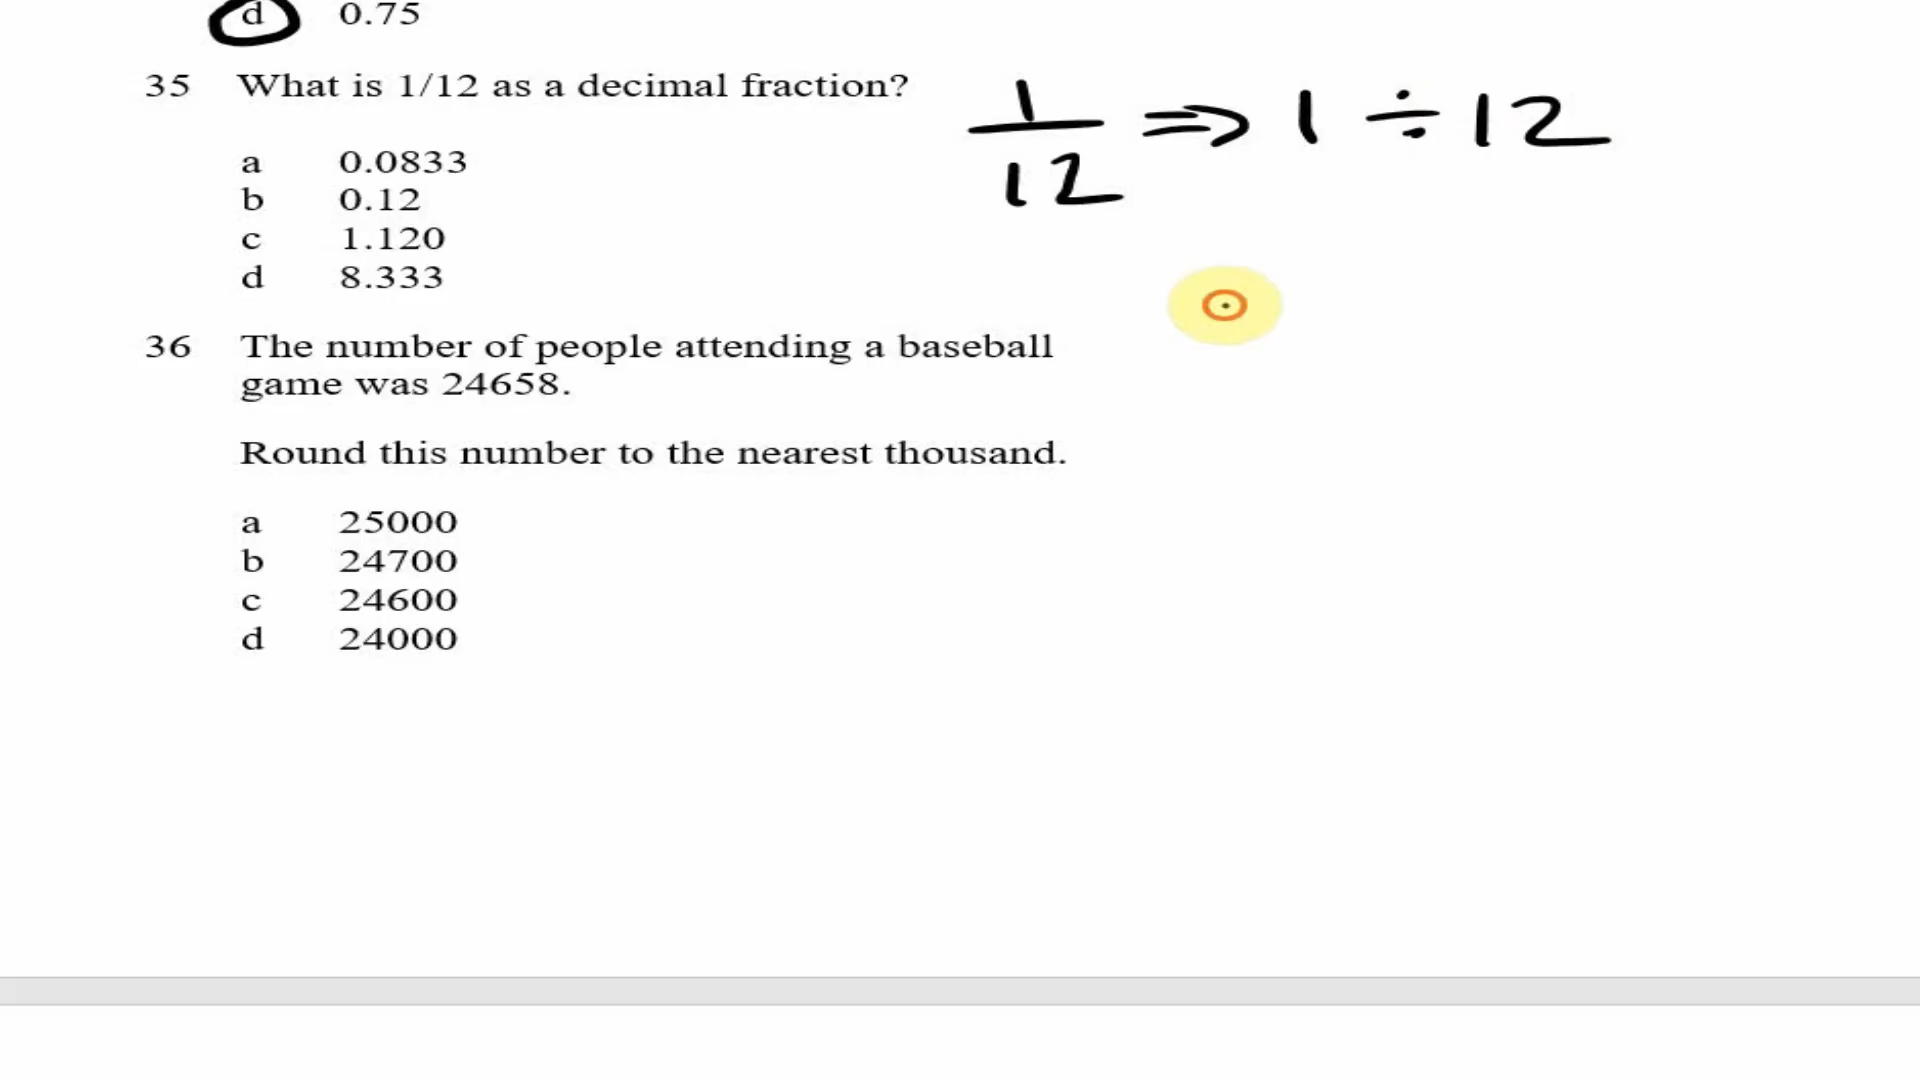 d 0.75
35 What is 1/12 as a decimal fraction?
1/12 ⇒ 1 ÷ 12
a 0.0833
b 0.12
c 1.120
d 8.333
36 The number of people attending a baseball
game was 24658.
Round this number to the nearest thousand.
a 25000
b 24700
c 24600
d 24000